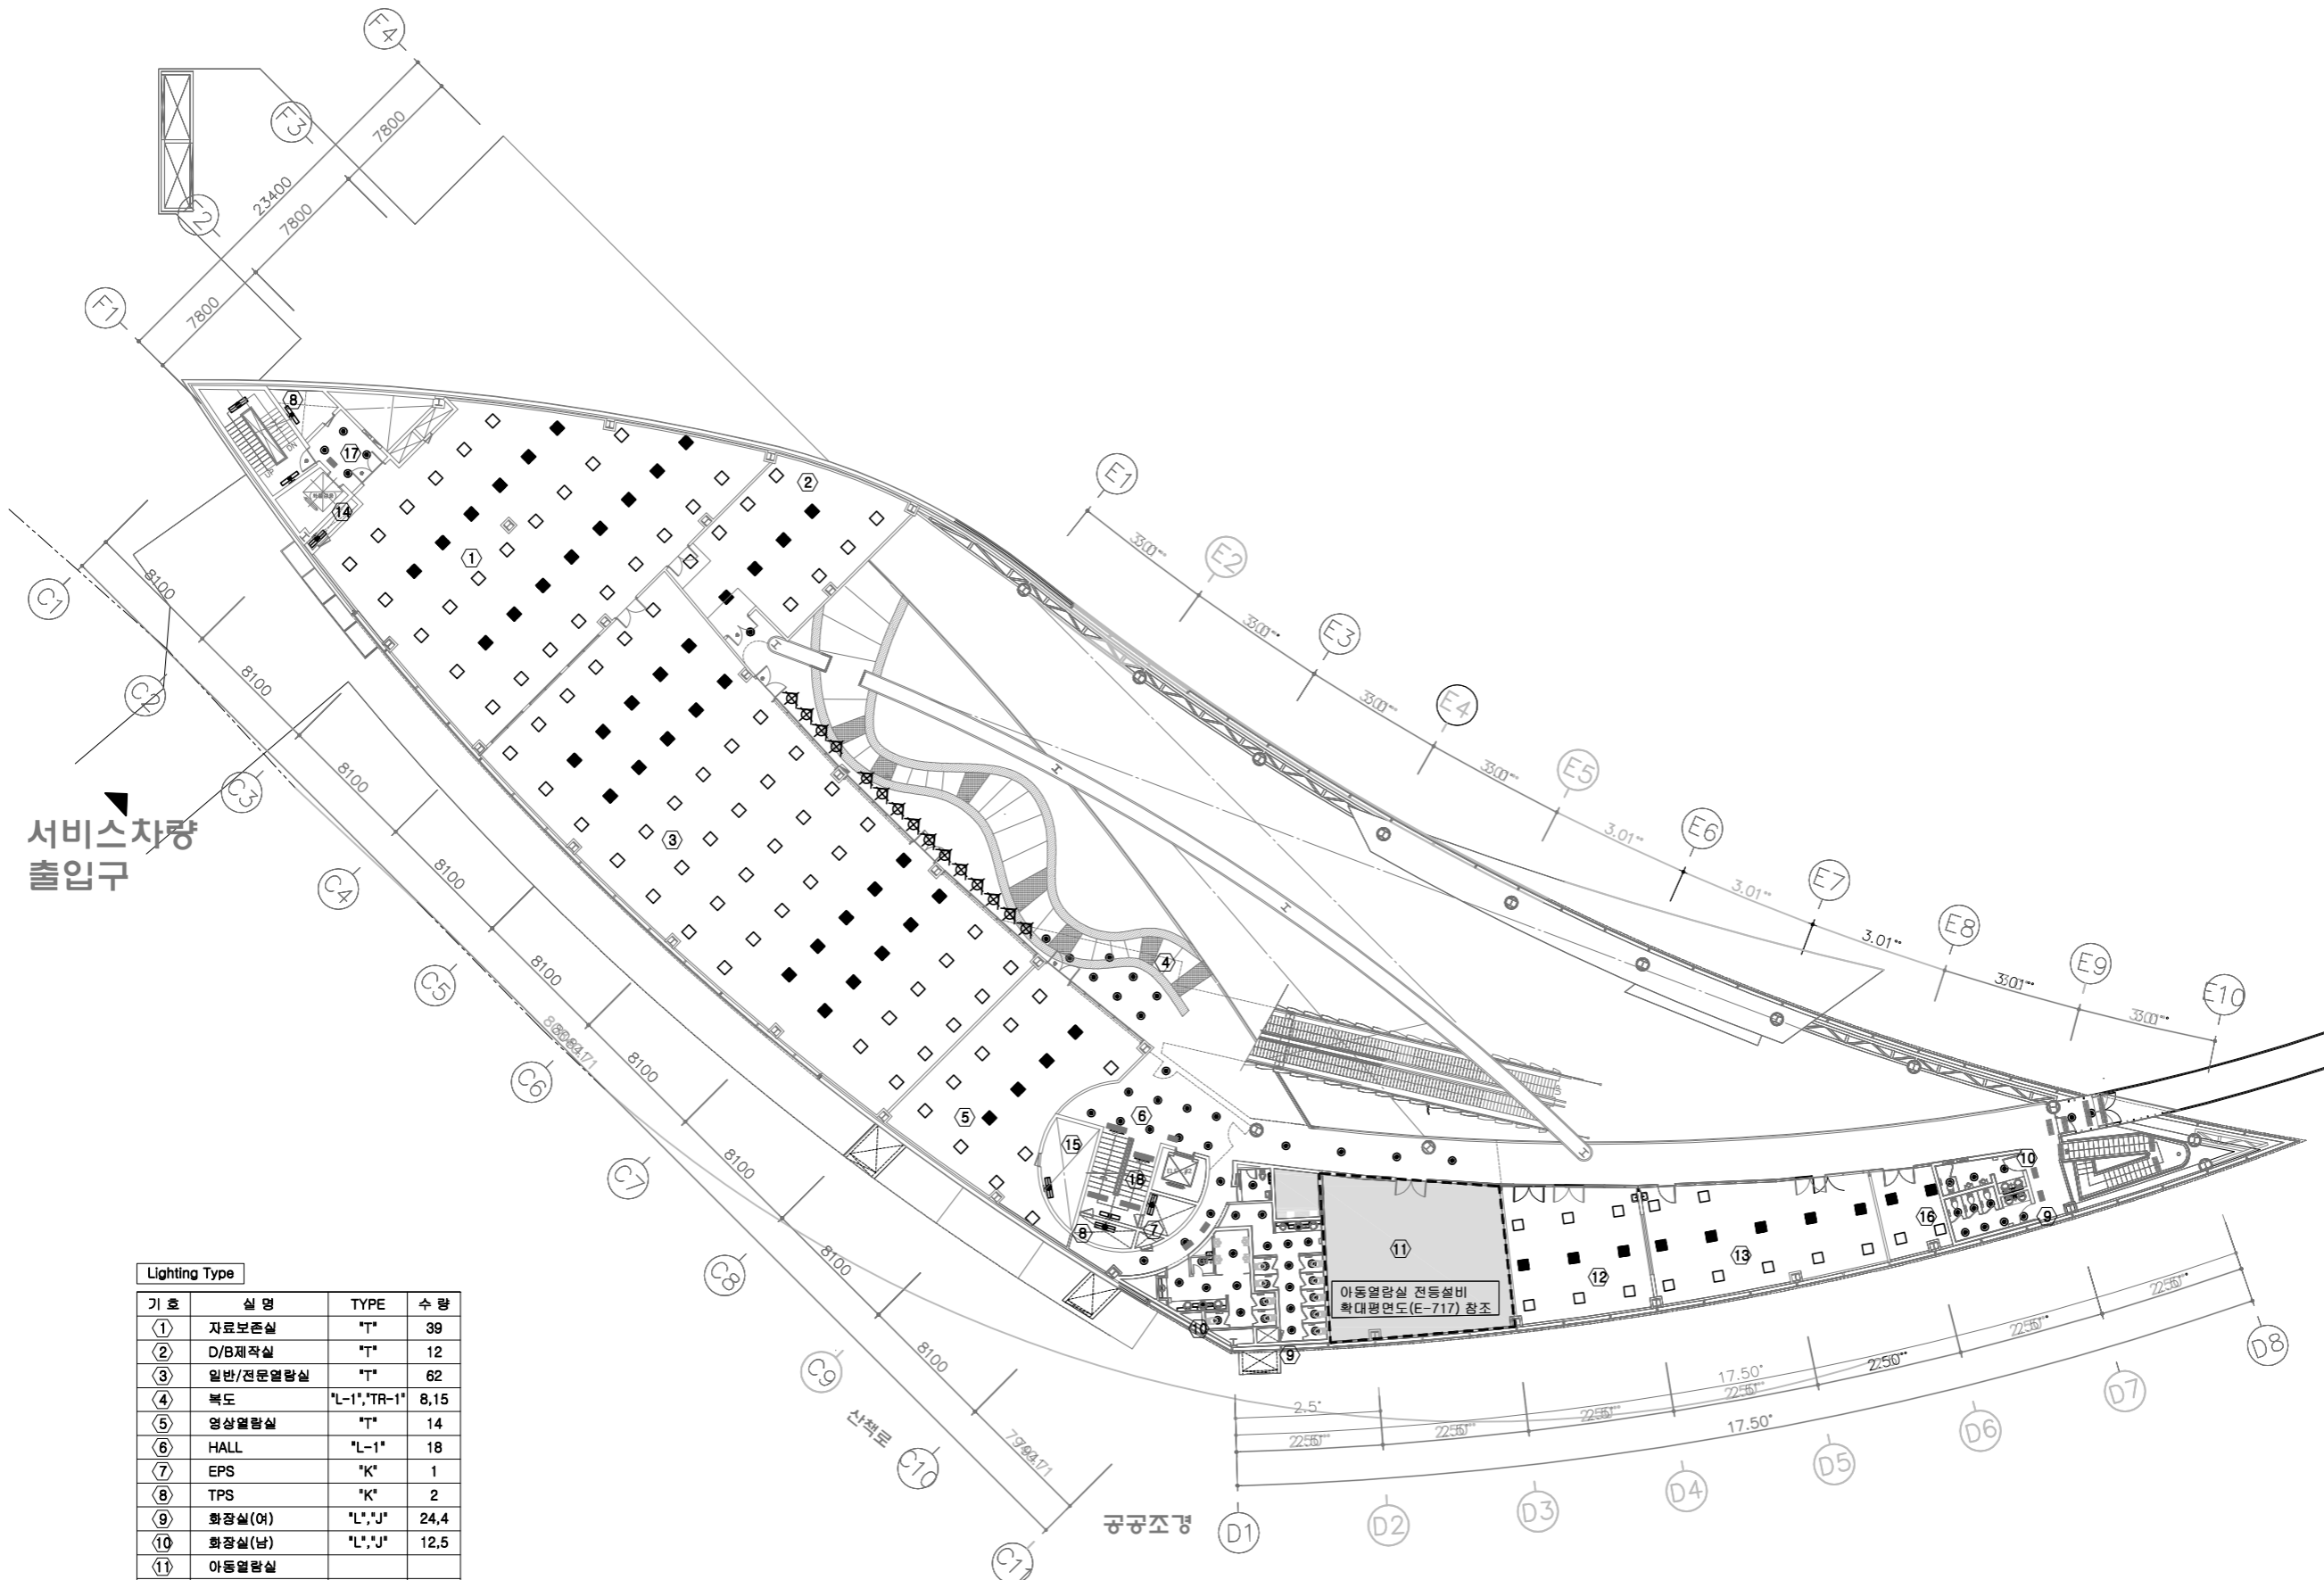 F4
F3
7800
23400
F2
7800
F1
7800
8
17
14
2
1
E1
E2
E3
E4
E5
E6
3.01°
E7
3.01°
E8
3.01°
E9
E10
C1
8100
C2
8100
C3
8100
서비스차량
출입구
C4
8100
3
4
C5
8100
C6
8100
5
6
15
18
C7
8100
8
7
10
16
9
11
12
13
아동열람실 전등설비
확대평면도(E-717) 참조
10
9
C8
8100
C9
8100
산책로
C10
C11
공공조경
2.5°
17.50°
2.50°
17.50°
D1
D2
D3
D4
D5
D6
D7
D8
Lighting Type
기 호 실 명 TYPE 수 량
1 자료보존실 "T" 39
2 D/B제작실 "T" 12
3 일반/전문열람실 "T" 62
4 복도 "L-1","TR-1" 8,15
5 영상열람실 "T" 14
6 HALL "L-1" 18
7 EPS "K" 1
8 TPS "K" 2
9 화장실(여) "L","J" 24,4
10 화장실(남) "L","J" 12,5
11 아동열람실